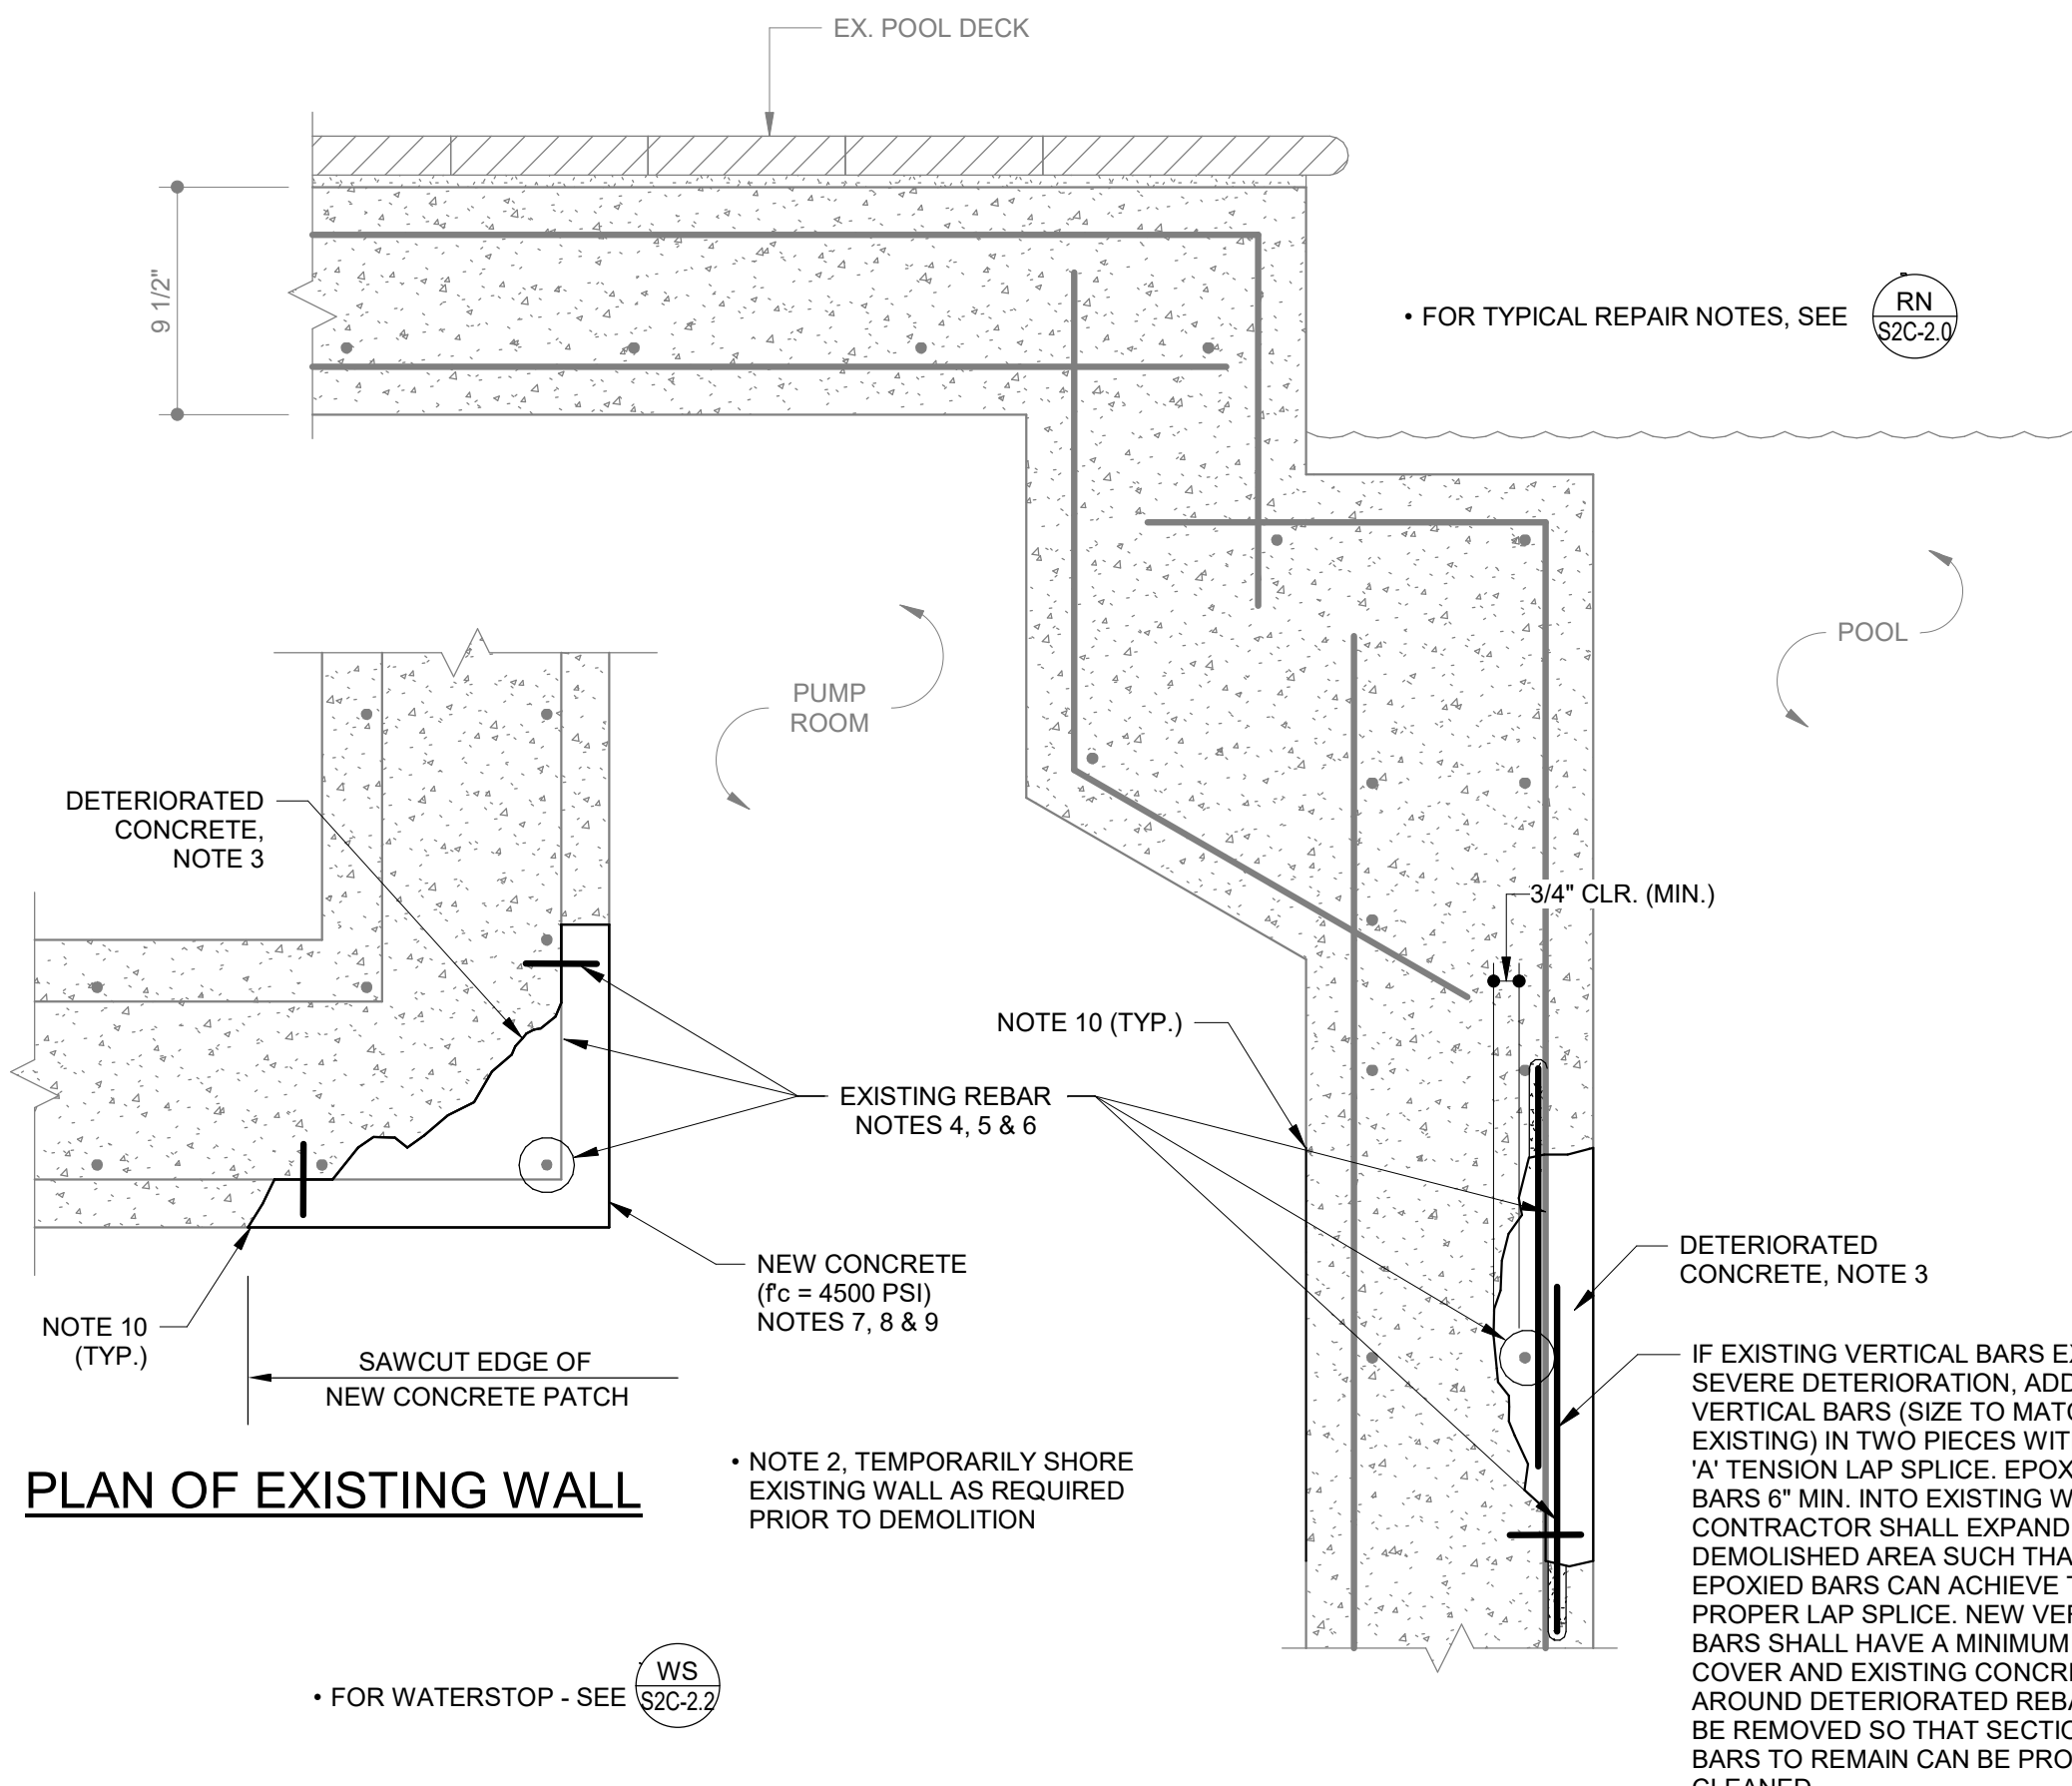 EX. POOL DECK
9 1/2"
• FOR TYPICAL REPAIR NOTES, SEE
RN
S2C-2.0
PUMP
ROOM
POOL
DETERIORATED
CONCRETE,
NOTE 3
3/4" CLR. (MIN.)
NOTE 10 (TYP.)
EXISTING REBAR
NOTES 4, 5 & 6
NEW CONCRETE
(f'c = 4500 PSI)
NOTES 7, 8 & 9
DETERIORATED
CONCRETE, NOTE 3
NOTE 10
(TYP.)
SAWCUT EDGE OF
NEW CONCRETE PATCH
PLAN OF EXISTING WALL
• NOTE 2, TEMPORARILY SHORE
EXISTING WALL AS REQUIRED
PRIOR TO DEMOLITION
IF EXISTING VERTICAL BARS
SEVERE DETERIORATION, ADD
VERTICAL BARS (SIZE TO
EXISTING) IN TWO PIECES
'A' TENSION LAP SPLICE.
BARS 6" MIN. INTO EXISTING
CONTRACTOR SHALL EXPAND
DEMOLISHED AREA SUCH
EPOXIED BARS CAN ACHIEVE
PROPER LAP SPLICE. NEW
BARS SHALL HAVE A MINIMUM
COVER AND EXISTING
AROUND DETERIORATED
BE REMOVED SO THAT
BARS TO REMAIN CAN BE
CLEANED
• FOR WATERSTOP - SEE
WS
S2C-2.2